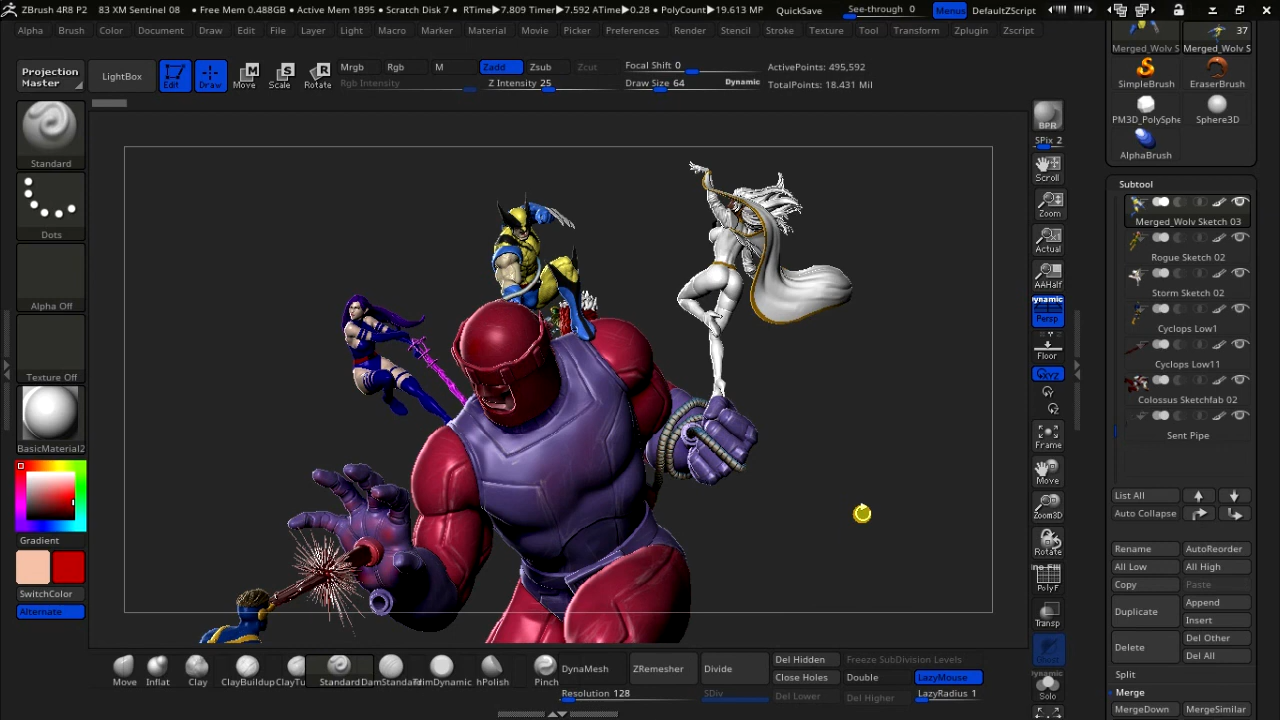 ZBrush 4R8 P2 83 XM Sentinel 08 ● Free Mem 0.488GB ● Active Mem 1895 ● Scratch Disk 7 ● RTime▶7.809 Timer▶7.592 ATime▶0.28 ● PolyCount▶19.613 MP QuickSave See-through 0 Menus DefaultZScript
Alpha Brush Color Document Draw Edit File Layer Light Macro Marker Material Movie Picker Preferences Render Stencil Stroke Texture Tool Transform Zplugin Zscript
Projection Master LightBox Edit Draw Move Scale Rotate
Mrgb Rgb M Zadd Zsub Zcut Focal Shift 0 ActivePoints: 495,592
Rgb Intensity Z Intensity 25 Draw Size 64 Dynamic TotalPoints: 18.431 Mil
Standard
Dots
Alpha Off
Texture Off
BasicMaterial2
Gradient
SwitchColor
Alternate
BPR
SPix 2
Scroll
Zoom
Actual
AAHalf
Dynamic
Persp
Floor
XYZ
Frame
Move
Zoom3D
Rotate
PolyF
Transp
Ghost
Dynamic
Solo
37
Merged_Wolv S Merged_Wolv S
SimpleBrush EraserBrush
PM3D_PolySphe Sphere3D
AlphaBrush
Subtool
Merged_Wolv Sketch 03
Rogue Sketch 02
Storm Sketch 02
Cyclops Low1
Cyclops Low11
Colossus Sketchfab 02
Sent Pipe
List All
Auto Collapse
Rename AutoReorder
All Low All High
Copy Paste
Duplicate Append
Insert
Delete Del Other
Del All
Split
Merge
MergeDown MergeSimilar
Move Inflat Clay ClayBuildup ClayTu Standard DamStandard TrimDynamic hPolish Pinch
DynaMesh ZRemesher Divide Del Hidden Freeze SubDivision Levels
Close Holes Double LazyMouse
Resolution 128 SDiv Del Lower Del Higher LazyRadius 1